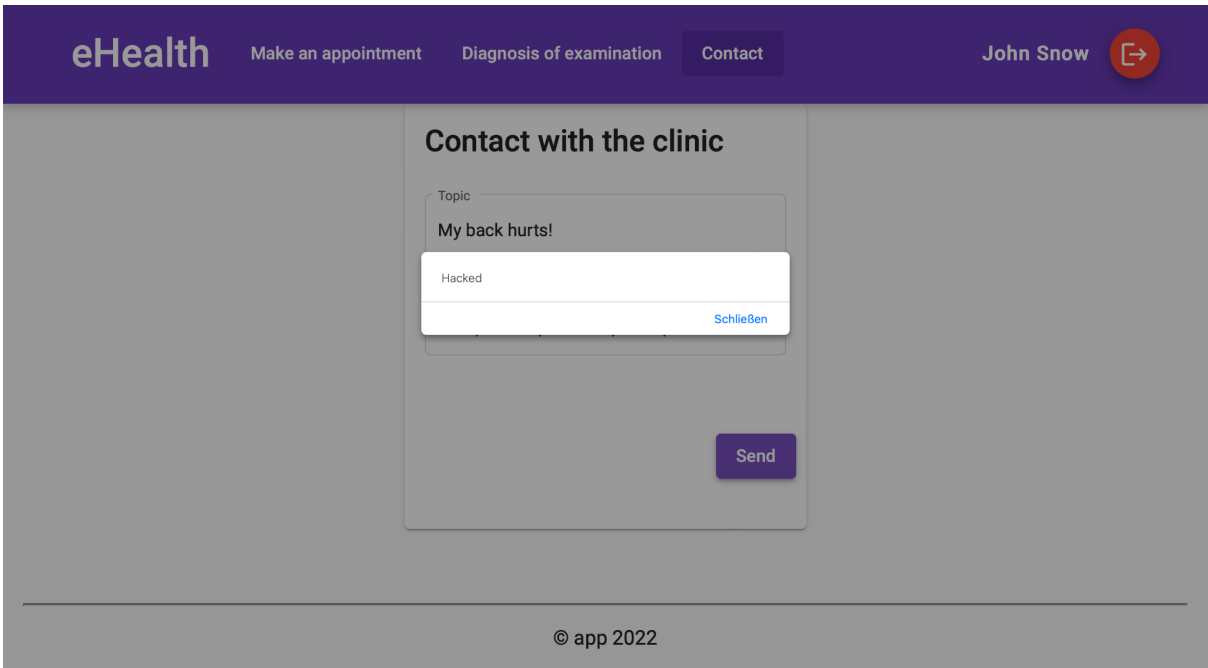 eHealth Make an appointment Diagnosis of examination Contact John Snow
Contact with the clinic
Topic
My back hurts!
Hacked
Schließen
Send
© app 2022